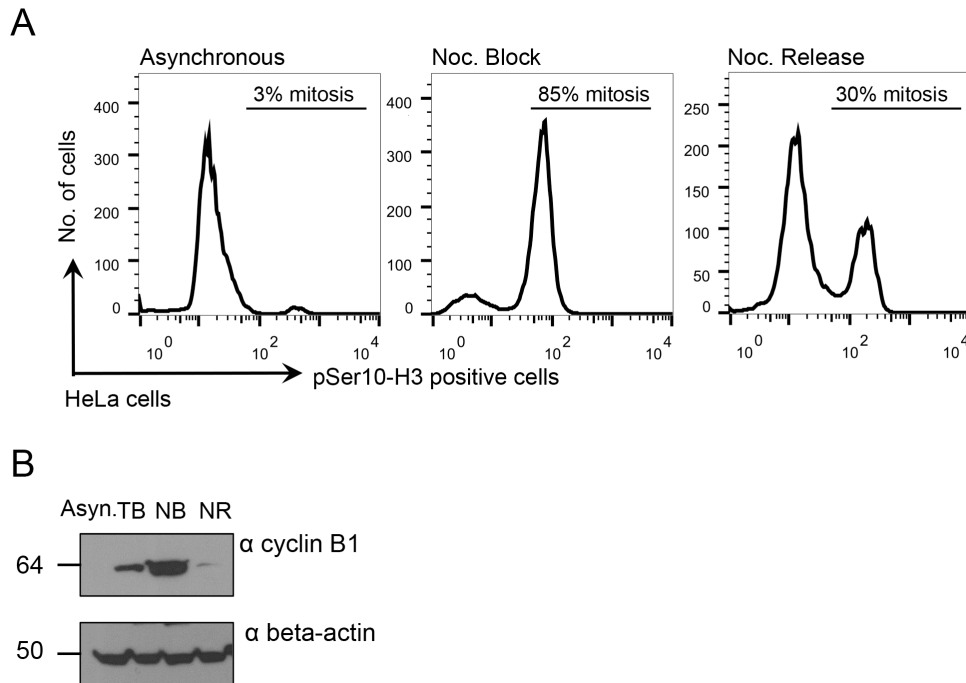 A
Asynchronous
3% mitosis
400
300
200
100
0
10^0
10^2
10^4
Noc. Block
85% mitosis
400
300
200
100
0
10^0
10^2
10^4
Noc. Release
30% mitosis
250
200
150
100
50
0
10^0
10^2
10^4
No. of cells
pSer10-H3 positive cells
HeLa cells
B
Asyn. TB NB NR
64
α cyclin B1
50
α beta-actin